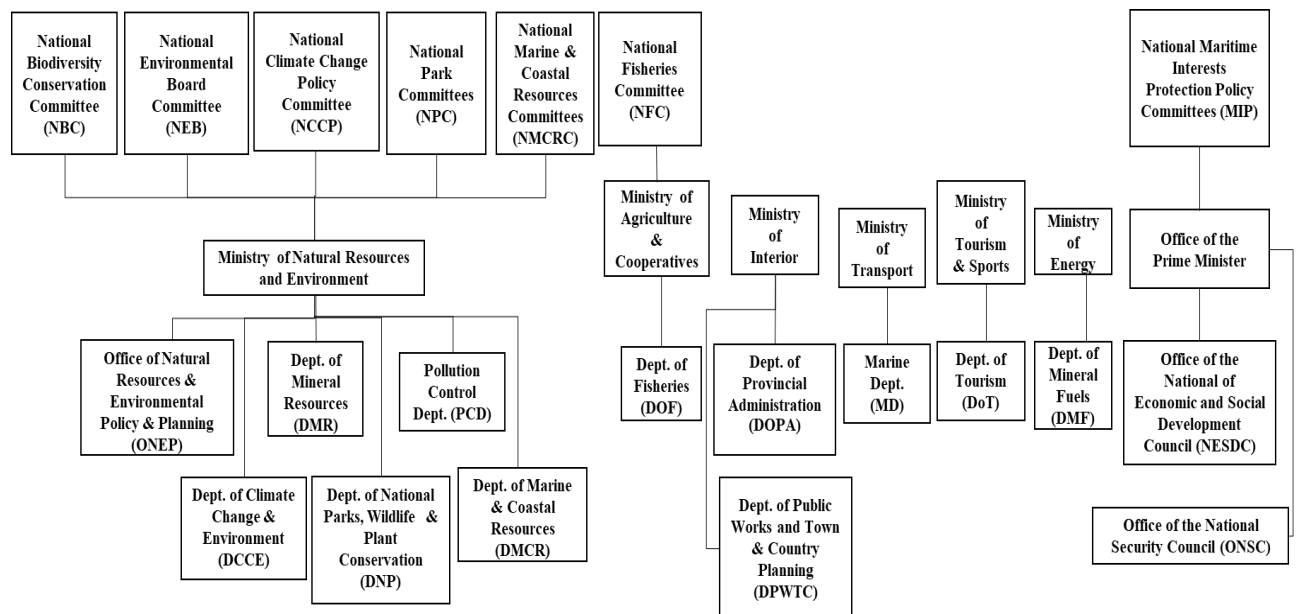 National
Biodiversity
Conservation
Committee
(NBC)
National
Environmental
Board
Committee
(NEB)
National
Climate Change
Policy
Committee
(NCCP)
National
Park
Committees
(NPC)
National
Marine &
Coastal
Resources
Committees
(NMCRC)
National
Fisheries
Committee
(NFC)
National Maritime
Interests
Protection Policy
Committees (MIP)
Ministry of Natural Resources
and Environment
Ministry of
Agriculture
&
Cooperatives
Ministry
of
Interior
Ministry
of
Transport
Ministry
of
Tourism
& Sports
Ministry
of
Energy
Office of the
Prime Minister
Office of Natural
Resources &
Environmental
Policy & Planning
(ONEP)
Dept. of
Mineral
Resources
(DMR)
Pollution
Control
Dept. (PCD)
Dept. of
Fisheries
(DOF)
Dept. of
Provincial
Administration
(DOPA)
Marine
Dept.
(MD)
Dept. of
Tourism
(DoT)
Dept. of
Mineral
Fuels
(DMF)
Office of the
National of
Economic and Social
Development
Council (NESDC)
Dept. of Climate
Change &
Environment
(DCCE)
Dept. of National
Parks, Wildlife &
Plant
Conservation
(DNP)
Dept. of Marine
& Coastal
Resources
(DMCR)
Dept. of Public
Works and Town
& Country
Planning
(DPWTC)
Office of the National
Security Council (ONSC)